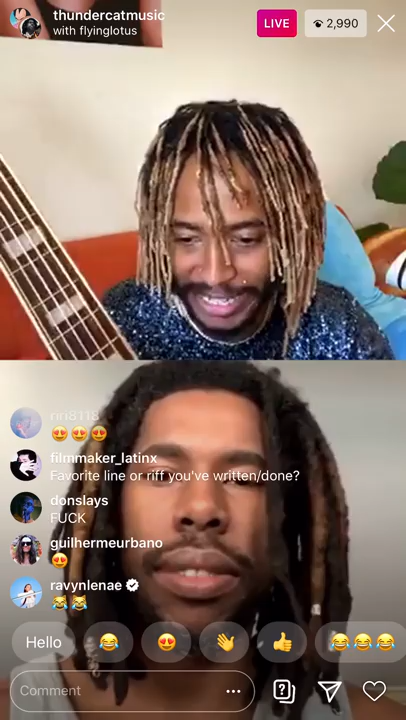 thundercatmusic
with flyinglotus
LIVE
2,990
😍😍😍
filmmaker_latinx
Favorite line or riff you've written/done?
donslays
FUCK
guilhermeurbano
😍
ravynlenae
😹😹
Hello 😂 😍 👋 👍 😂😂😂
Comment